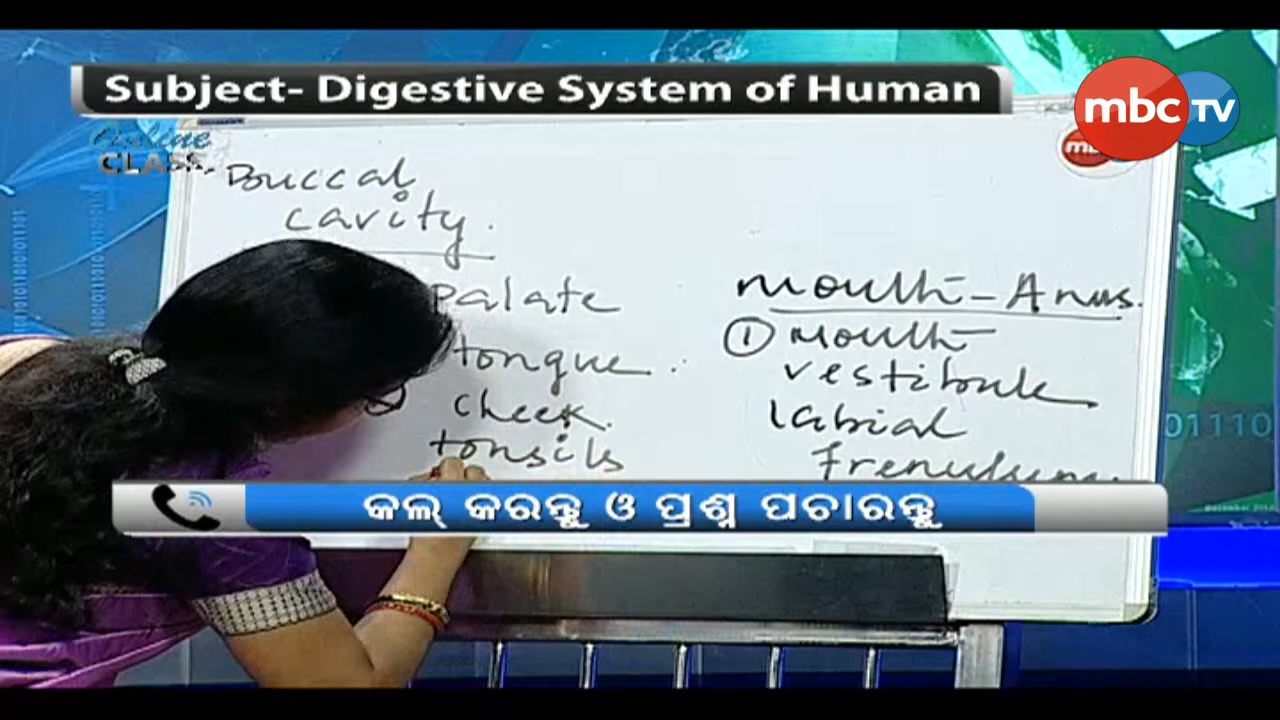 Subject- Digestive System of Human
mbc TV
Online
CLASS
Buccal
cavity.
palate
tongue
cheek.
tonsils
mouth - Anus.
① mouth
vestibule
labial
frenulum.
କଲ୍ କରନ୍ତୁ ଓ ପ୍ରଶ୍ନ ପଚାରନ୍ତୁ